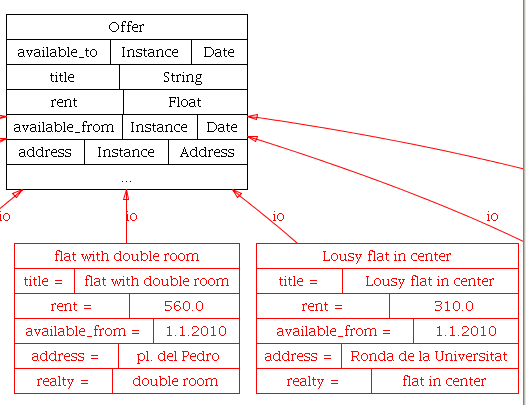 Offer
available_to Instance Date
title String
rent Float
available_from Instance Date
address Instance Address
...
io io io io
flat with double room
title = flat with double room
rent = 560.0
available_from = 1.1.2010
address = pl. del Pedro
realty = double room
Lousy flat in center
title = Lousy flat in center
rent = 310.0
available_from = 1.1.2010
address = Ronda de la Universitat
realty = flat in center